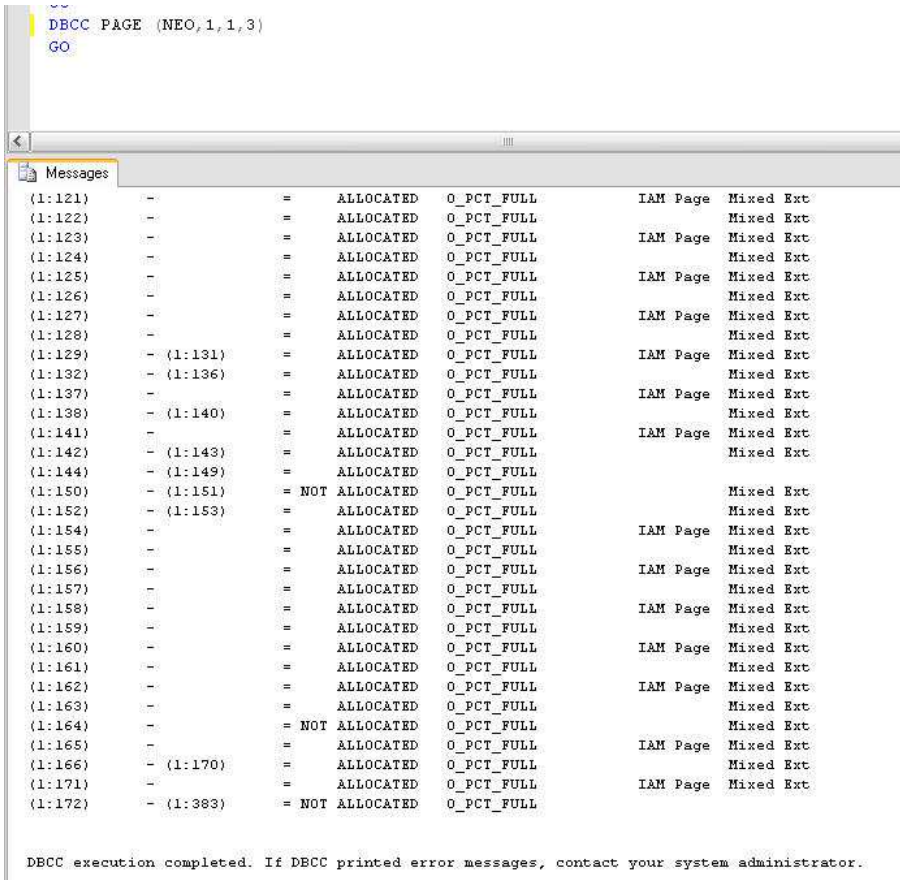 GO
DBCC PAGE (NEO,1,1,3)
GO
Messages
(1:121) - = ALLOCATED 0_PCT_FULL IAM Page Mixed Ext
(1:122) - = ALLOCATED 0_PCT_FULL Mixed Ext
(1:123) - = ALLOCATED 0_PCT_FULL IAM Page Mixed Ext
(1:124) - = ALLOCATED 0_PCT_FULL Mixed Ext
(1:125) - = ALLOCATED 0_PCT_FULL IAM Page Mixed Ext
(1:126) - = ALLOCATED 0_PCT_FULL Mixed Ext
(1:127) - = ALLOCATED 0_PCT_FULL IAM Page Mixed Ext
(1:128) - = ALLOCATED 0_PCT_FULL Mixed Ext
(1:129) - (1:131) = ALLOCATED 0_PCT_FULL IAM Page Mixed Ext
(1:132) - (1:136) = ALLOCATED 0_PCT_FULL Mixed Ext
(1:137) - = ALLOCATED 0_PCT_FULL IAM Page Mixed Ext
(1:138) - (1:140) = ALLOCATED 0_PCT_FULL Mixed Ext
(1:141) - = ALLOCATED 0_PCT_FULL IAM Page Mixed Ext
(1:142) - (1:143) = ALLOCATED 0_PCT_FULL Mixed Ext
(1:144) - (1:149) = ALLOCATED 0_PCT_FULL
(1:150) - (1:151) = NOT ALLOCATED 0_PCT_FULL Mixed Ext
(1:152) - (1:153) = ALLOCATED 0_PCT_FULL Mixed Ext
(1:154) - = ALLOCATED 0_PCT_FULL IAM Page Mixed Ext
(1:155) - = ALLOCATED 0_PCT_FULL Mixed Ext
(1:156) - = ALLOCATED 0_PCT_FULL IAM Page Mixed Ext
(1:157) - = ALLOCATED 0_PCT_FULL Mixed Ext
(1:158) - = ALLOCATED 0_PCT_FULL IAM Page Mixed Ext
(1:159) - = ALLOCATED 0_PCT_FULL Mixed Ext
(1:160) - = ALLOCATED 0_PCT_FULL IAM Page Mixed Ext
(1:161) - = ALLOCATED 0_PCT_FULL Mixed Ext
(1:162) - = ALLOCATED 0_PCT_FULL IAM Page Mixed Ext
(1:163) - = ALLOCATED 0_PCT_FULL Mixed Ext
(1:164) - = NOT ALLOCATED 0_PCT_FULL Mixed Ext
(1:165) - = ALLOCATED 0_PCT_FULL IAM Page Mixed Ext
(1:166) - (1:170) = ALLOCATED 0_PCT_FULL Mixed Ext
(1:171) - = ALLOCATED 0_PCT_FULL IAM Page Mixed Ext
(1:172) - (1:383) = NOT ALLOCATED 0_PCT_FULL
DBCC execution completed. If DBCC printed error messages, contact your system administrator.